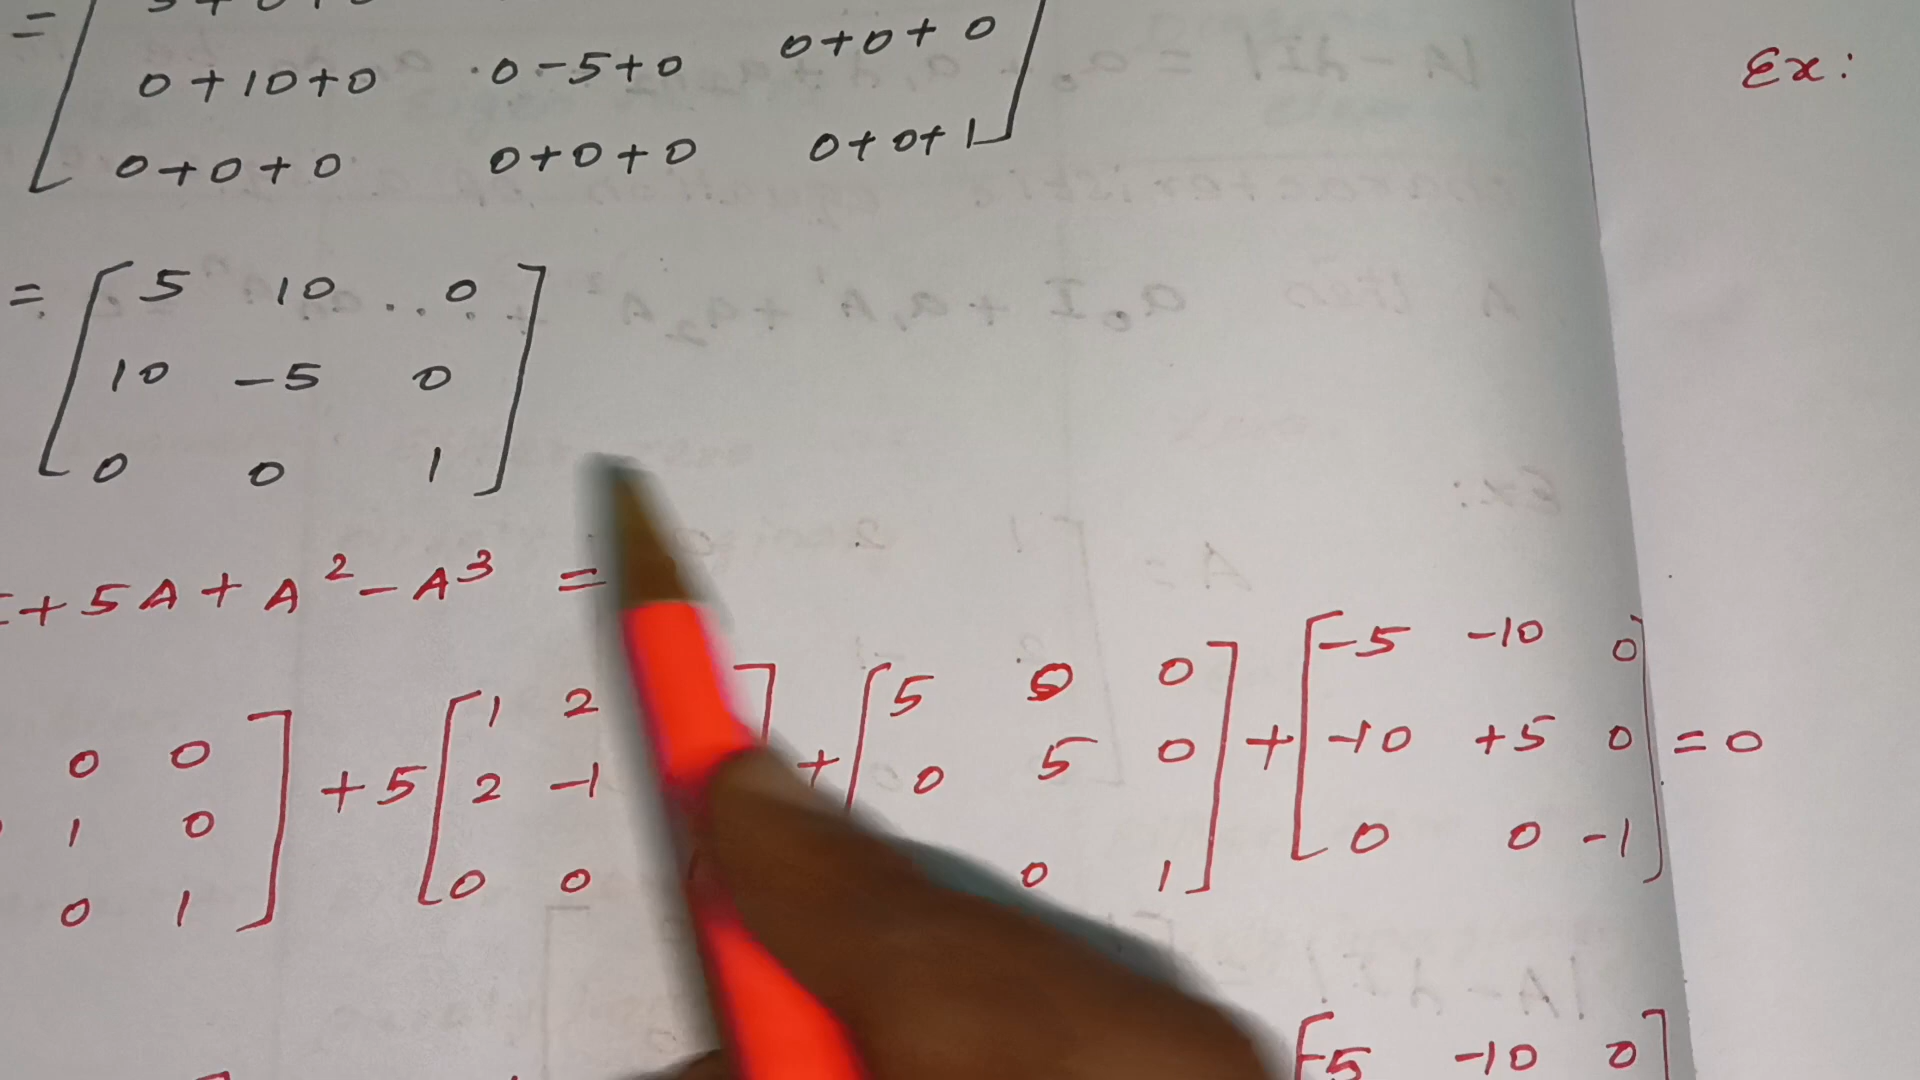 =
0+10+0 0-5+0 0+0+0
0+0+0 0+0+0 0+0+1
Ex:
= [ 5 10 0
10 -5 0
0 0 1 ]
+5A+A²-A³ =
0 0
1 0
0 1 ] +5 [ 1 2
2 -1
0 0 ] + [ 5 0 0
0 5 0
0 1 ] + [ -5 -10 0
-10 +5 0
0 0 -1 ] = 0
[ -5 -10 0 ]